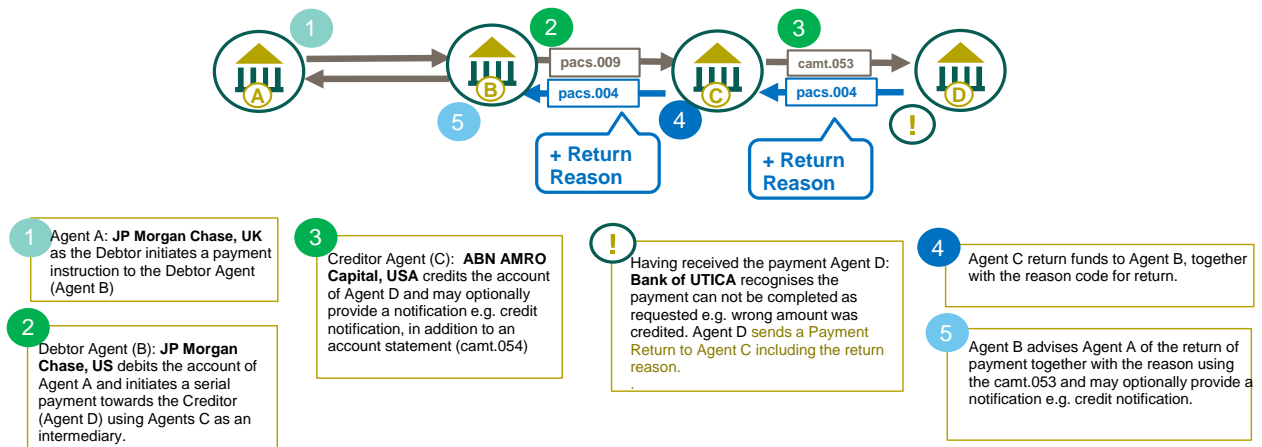 1
2
3
pacs.009
camt.053
A
B
C
D
pacs.004
pacs.004
5
4
!
+ Return
Reason
+ Return
Reason
1
Agent A: JP Morgan Chase, UK
as the Debtor initiates a payment
instruction to the Debtor Agent
(Agent B)
2
Debtor Agent (B): JP Morgan
Chase, US debits the account of
Agent A and initiates a serial
payment towards the Creditor
(Agent D) using Agents C as an
intermediary.
3
Creditor Agent (C): ABN AMRO
Capital, USA credits the account
of Agent D and may optionally
provide a notification e.g. credit
notification, in addition to an
account statement (camt.054)
!
Having received the payment Agent D:
Bank of UTICA recognises the
payment can not be completed as
requested e.g. wrong amount was
credited. Agent D sends a Payment
Return to Agent C including the return
reason.
.
4
Agent C return funds to Agent B, together
with the reason code for return.
5
Agent B advises Agent A of the return of
payment together with the reason using
the camt.053 and may optionally provide a
notification e.g. credit notification.